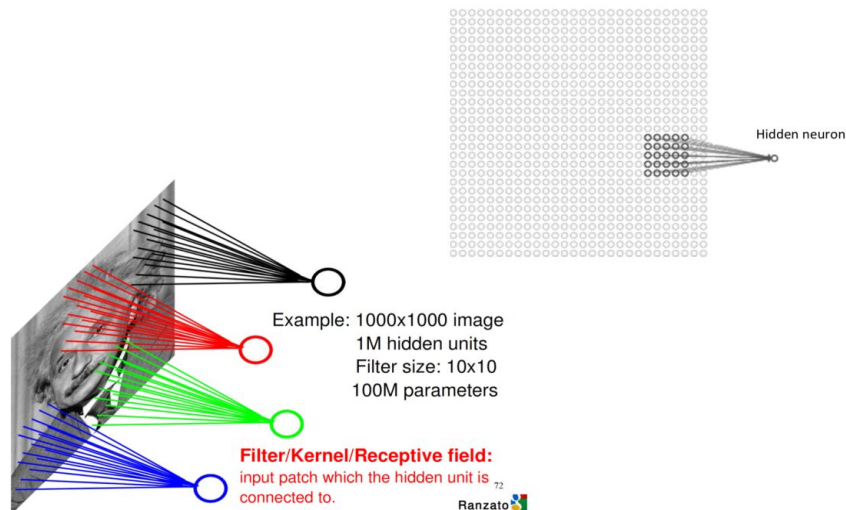 Hidden neuron
Example: 1000x1000 image
1M hidden units
Filter size: 10x10
100M parameters
Filter/Kernel/Receptive field:
input patch which the hidden unit is
connected to.
72
Ranzato